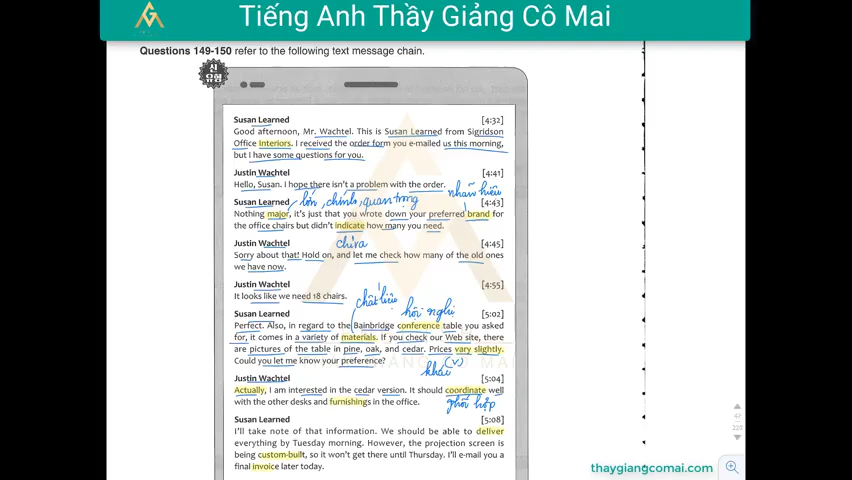 Tiếng Anh Thầy Giảng Cô Mai
Questions 149-150 refer to the following text message chain.
Susan Learned [4:32]
Good afternoon, Mr. Wachtel. This is Susan Learned from Sigridson
Office Interiors. I received the order form you e-mailed us this morning,
but I have some questions for you.
Justin Wachtel [4:41]
Hello, Susan. I hope there isn't a problem with the order.
nhãn hiệu
Susan Learned [4:43]
lớn, chính, quan trọng
Nothing major, it's just that you wrote down your preferred brand for
the office chairs but didn't indicate how many you need.
Justin Wachtel [4:45]
chỉ ra
Sorry about that! Hold on, and let me check how many of the old ones
we have now.
Justin Wachtel [4:55]
It looks like we need 18 chairs.
chất liệu
hội nghị
Susan Learned [5:02]
Perfect. Also, in regard to the Bainbridge conference table you asked
for, it comes in a variety of materials. If you check our Web site, there
are pictures of the table in pine, oak, and cedar. Prices vary slightly.
Could you let me know your preference?
(v)
khác
Justin Wachtel [5:04]
Actually, I am interested in the cedar version. It should coordinate well
with the other desks and furnishings in the office.
phối hợp
Susan Learned [5:08]
I'll take note of that information. We should be able to deliver
everything by Tuesday morning. However, the projection screen is
being custom-built, so it won't get there until Thursday. I'll e-mail you a
final invoice later today.
thaygiangcomai.com